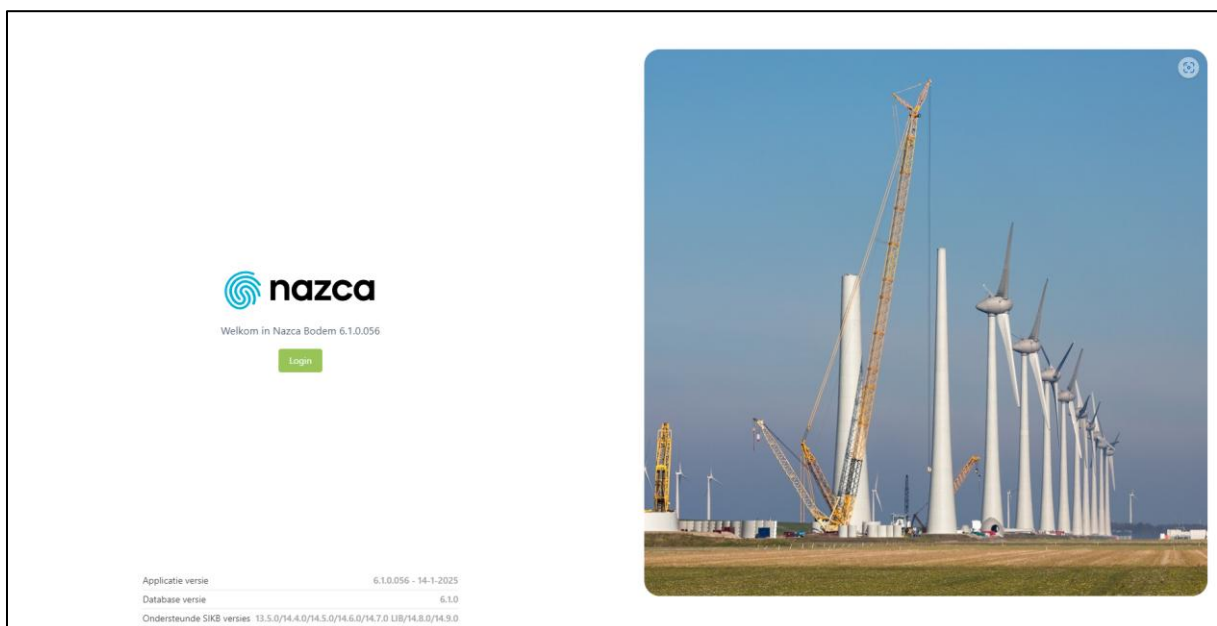 nazca
Welkom in Nazca Bodem 6.1.0.056
Login
Applicatie versie 6.1.0.056 - 14-1-2025
Database versie 6.1.0
Ondersteunde SIKB versies 13.5.0/14.4.0/14.5.0/14.6.0/14.7.0 LIB/14.8.0/14.9.0